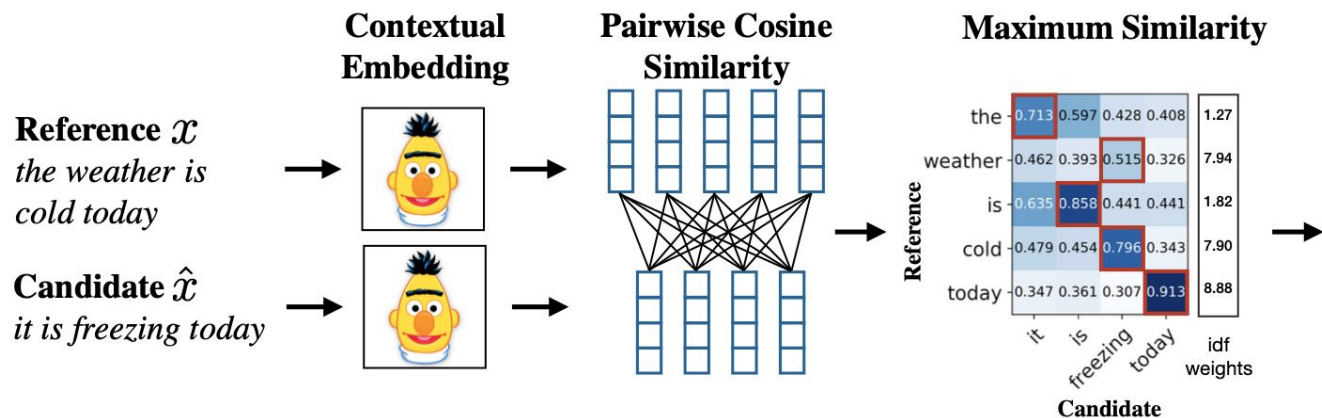 Contextual
Embedding
Pairwise Cosine
Similarity
Maximum Similarity
Reference x
the weather is
cold today
Candidate x̂
it is freezing today
Reference
the 0.713 0.597 0.428 0.408 1.27
weather 0.462 0.393 0.515 0.326 7.94
is 0.635 0.858 0.441 0.441 1.82
cold 0.479 0.454 0.796 0.343 7.90
today 0.347 0.361 0.307 0.913 8.88
it is freezing today
idf
weights
Candidate